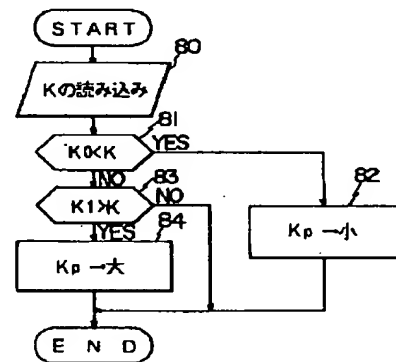 START
80
Kの読み込み
81
K0<K
YES
NO
83
82
K1>K
NO
Kp→小
YES
84
Kp→大
END